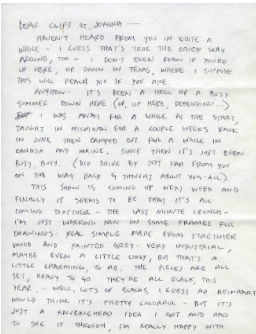 DEAR CLIFF & JOANNA —
HAVEN'T HEARD FROM YOU IN QUITE A
WHILE - I GUESS THAT'S TRUE THE OTHER WAY
AROUND, TOO - I DON'T EVEN KNOW IF YOU'RE
UP HERE, OR DOWN IN TEXAS, WHERE I SUPPOSE
THIS WILL REACH YOU IF YOU ARE.
ANYHOW - IT'S BEEN A HELL OF A BUSY
SUMMER DOWN HERE (OR, UP HERE, DEPENDING..)
I WAS AWAY FOR A WHILE AT THE START,
TAUGHT IN MICHIGAN FOR A COUPLE WEEKS BACK
IN JUNE THEN CAMPED OUT FOR A WHILE IN
CANADA AND MAINE, SINCE THEN IT'S JUST BEEN
BUSY, BUSY. (DID DRIVE BY NOT FAR FROM YOU
ON THE WAY BACK & THOUGHT ABOUT YOU-ALL)
THIS SHOW IS COMING UP NEXT WEEK AND
FINALLY IT SEEMS TO BE THAT IT'S ALL
COMING TOGETHER - THE LAST MINUTE CRUNCH -
I'M JUST WORKING NOW ON SOME FRAMES FOR
DRAWINGS. REAL SIMPLE MADE FROM STRETCHER
WOOD AND PAINTED GREY - VERY INDUSTRIAL,
MAYBE EVEN A LITTLE UGLY, BUT THAT'S A
LITTLE CHARMING, TO ME. THE PIECES ARE ALL
SET, READY TO GO. THEY'RE ALL BLACK THIS
YEAR - WELL, LOTS OF BLACKS. I GUESS AD REINHARDT
WOULD THINK IT'S PRETTY COLORFUL - BUT IT'S
JUST A KNUCKLEHEAD IDEA I GOT AND HAD
TO SEE IT THROUGH, I'M REALLY HAPPY WITH